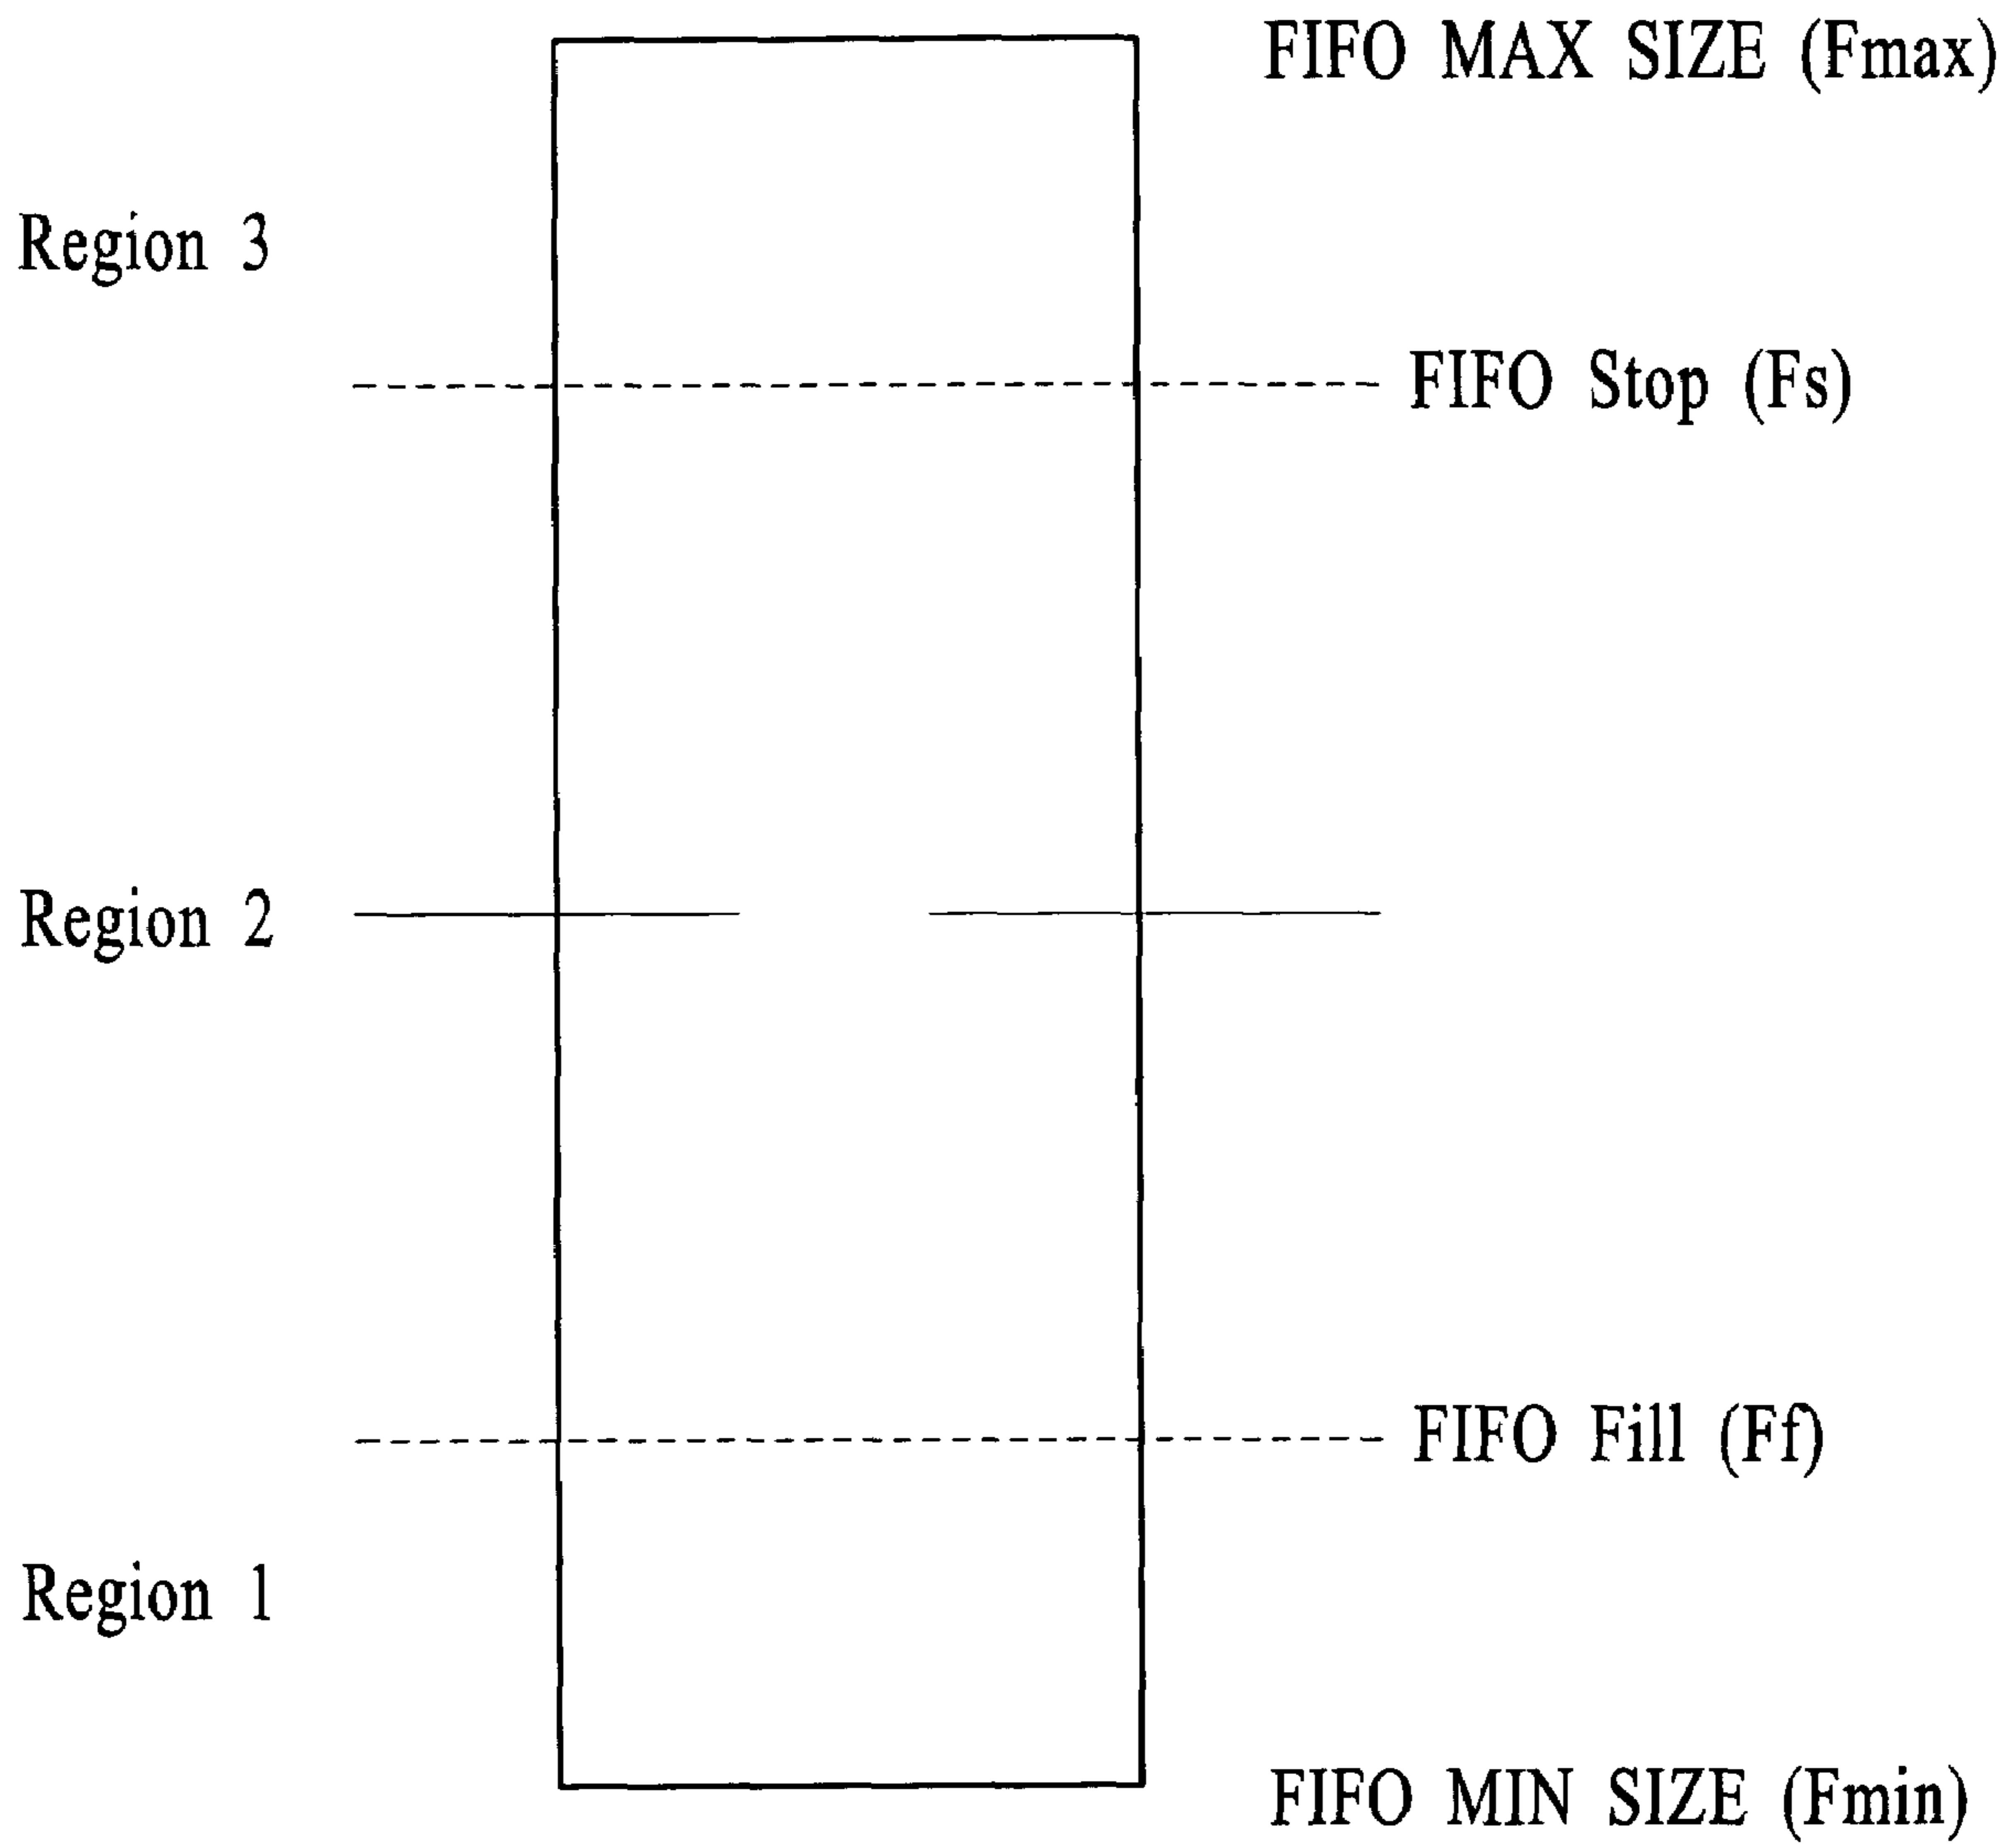 FIFO MAX SIZE (Fmax)
Region 3
FIFO Stop (Fs)
Region 2
FIFO Fill (Ff)
Region 1
FIFO MIN SIZE (Fmin)